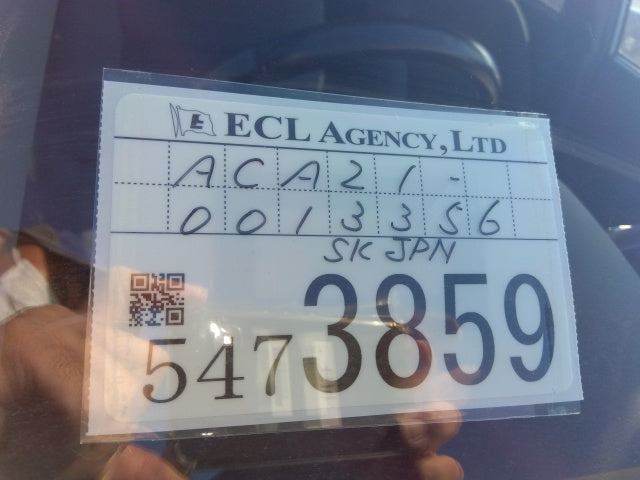 E ECL AGENCY, LTD
ACA21-
0013356
SK JPN
5473859